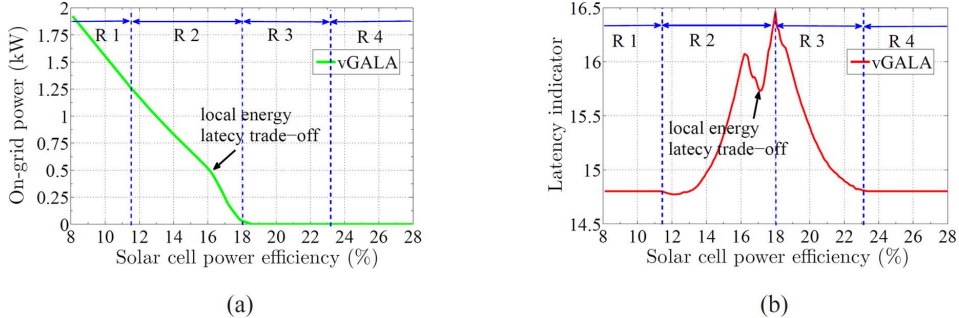 2
1.75
1.5
1.25
1
0.75
0.5
0.25
0
On-grid power (kW)
R 1
R 2
R 3
R 4
vGALA
local energy
latecy trade-off
8 10 12 14 16 18 20 22 24 26 28
Solar cell power efficiency (%)
(a)
16.5
16
15.5
15
14.5
Latency indicator
R 1
R 2
R 3
R 4
vGALA
local energy
latecy trade-off
8 10 12 14 16 18 20 22 24 26 28
Solar cell power efficiency (%)
(b)